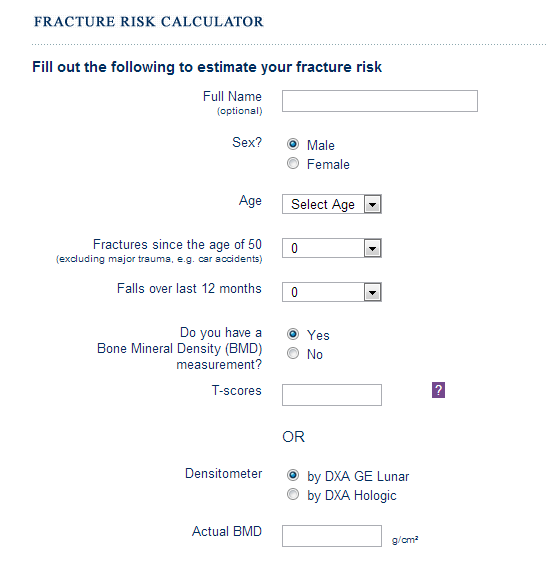 FRACTURE RISK CALCULATOR
Fill out the following to estimate your fracture risk
Full Name
(optional)
Sex?
Male
Female
Age
Select Age
Fractures since the age of 50
(excluding major trauma, e.g. car accidents)
0
Falls over last 12 months
0
Do you have a
Bone Mineral Density (BMD)
measurement?
Yes
No
T-scores
?
OR
Densitometer
by DXA GE Lunar
by DXA Hologic
Actual BMD
g/cm²